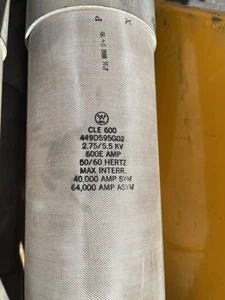 P X
CLE 600
449D595G02
2.75/5.5 KV
600E AMP
50/60 HERTZ
MAX INTERR.
40,000 AMP SYM
64,000 AMP ASYM